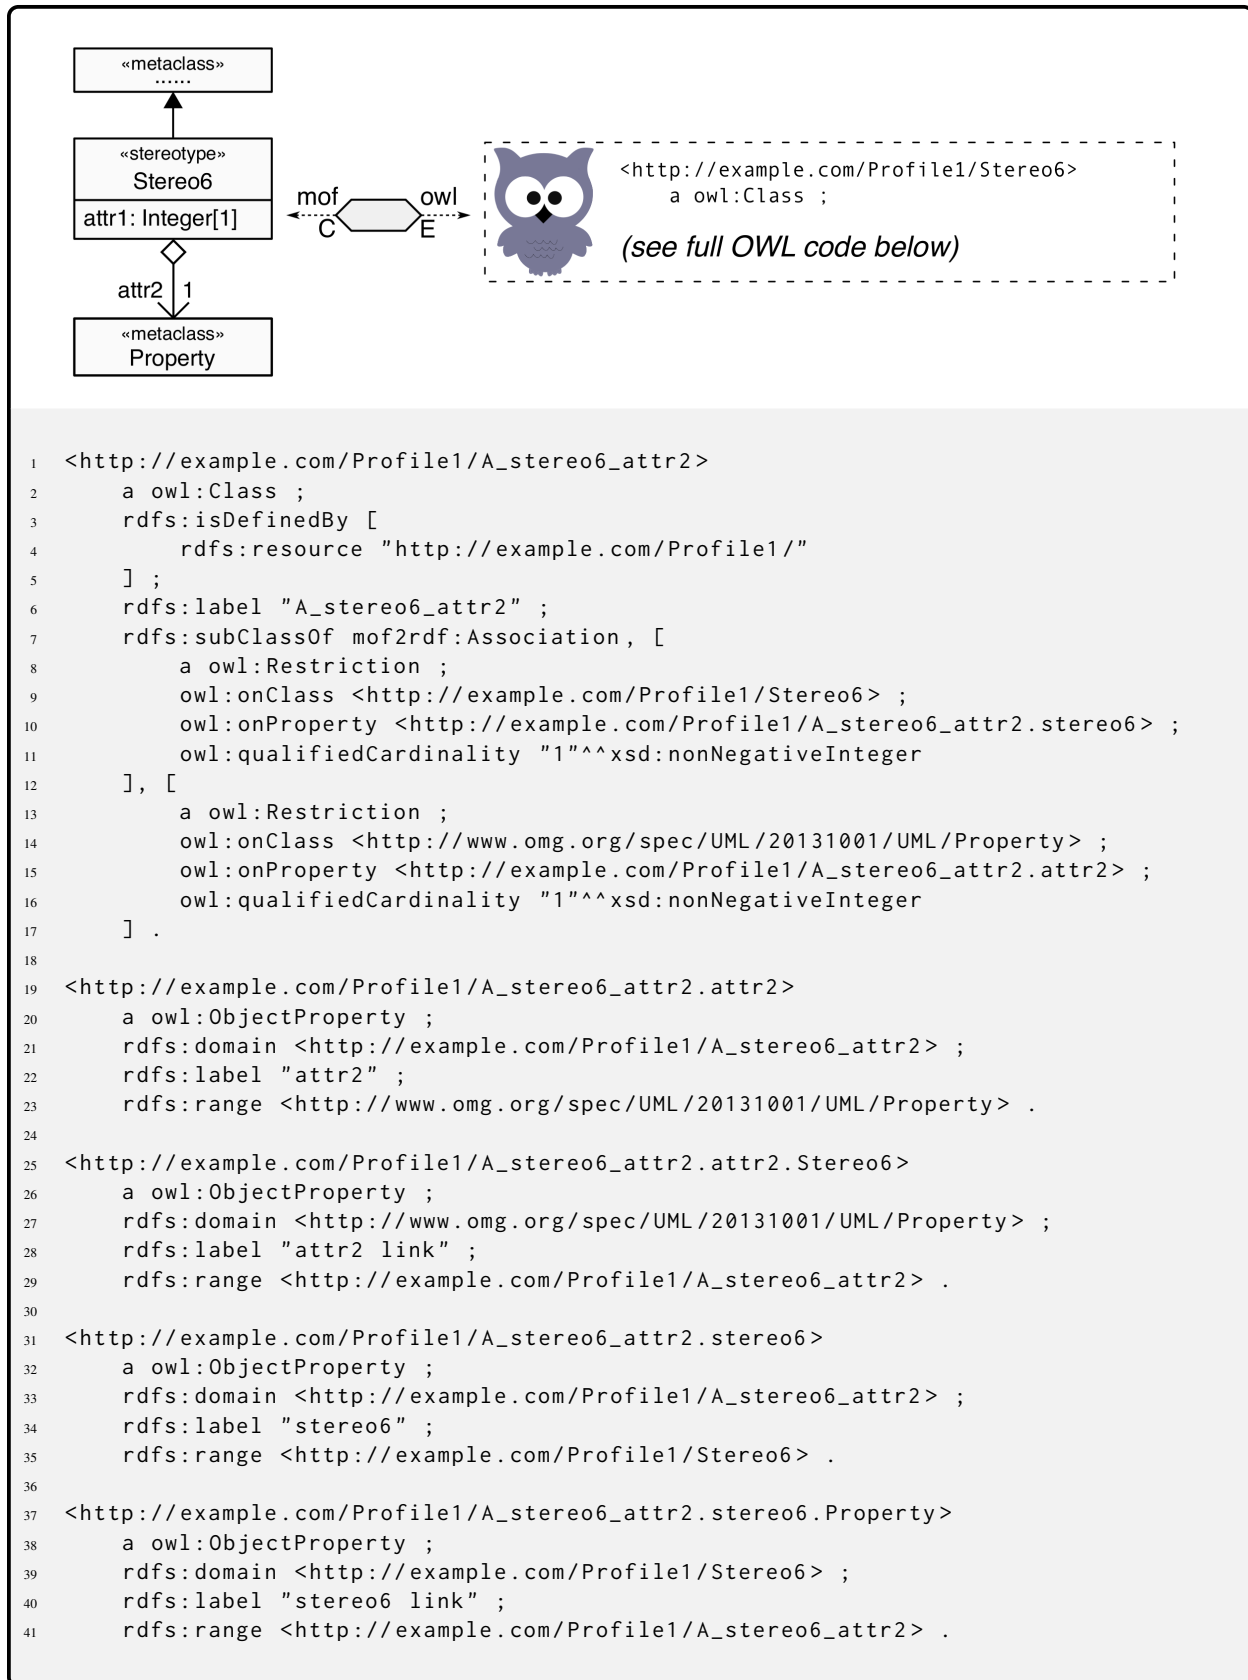 «metaclass»
......
«stereotype»
Stereo6
attr1: Integer[1]
attr2 1
«metaclass»
Property
mof owl
C E
<http://example.com/Profile1/Stereo6>
    a owl:Class ;
(see full OWL code below)
1 <http://example.com/Profile1/A_stereo6_attr2>
2     a owl:Class ;
3     rdfs:isDefinedBy [
4         rdfs:resource "http://example.com/Profile1/"
5     ] ;
6     rdfs:label "A_stereo6_attr2" ;
7     rdfs:subClassOf mof2rdf:Association, [
8         a owl:Restriction ;
9         owl:onClass <http://example.com/Profile1/Stereo6> ;
10         owl:onProperty <http://example.com/Profile1/A_stereo6_attr2.stereo6> ;
11         owl:qualifiedCardinality "1"^^xsd:nonNegativeInteger
12     ], [
13         a owl:Restriction ;
14         owl:onClass <http://www.omg.org/spec/UML/20131001/UML/Property> ;
15         owl:onProperty <http://example.com/Profile1/A_stereo6_attr2.attr2> ;
16         owl:qualifiedCardinality "1"^^xsd:nonNegativeInteger
17     ] .
18
19 <http://example.com/Profile1/A_stereo6_attr2.attr2>
20     a owl:ObjectProperty ;
21     rdfs:domain <http://example.com/Profile1/A_stereo6_attr2> ;
22     rdfs:label "attr2" ;
23     rdfs:range <http://www.omg.org/spec/UML/20131001/UML/Property> .
24
25 <http://example.com/Profile1/A_stereo6_attr2.attr2.Stereo6>
26     a owl:ObjectProperty ;
27     rdfs:domain <http://www.omg.org/spec/UML/20131001/UML/Property> ;
28     rdfs:label "attr2 link" ;
29     rdfs:range <http://example.com/Profile1/A_stereo6_attr2> .
30
31 <http://example.com/Profile1/A_stereo6_attr2.stereo6>
32     a owl:ObjectProperty ;
33     rdfs:domain <http://example.com/Profile1/A_stereo6_attr2> ;
34     rdfs:label "stereo6" ;
35     rdfs:range <http://example.com/Profile1/Stereo6> .
36
37 <http://example.com/Profile1/A_stereo6_attr2.stereo6.Property>
38     a owl:ObjectProperty ;
39     rdfs:domain <http://example.com/Profile1/Stereo6> ;
40     rdfs:label "stereo6 link" ;
41     rdfs:range <http://example.com/Profile1/A_stereo6_attr2> .